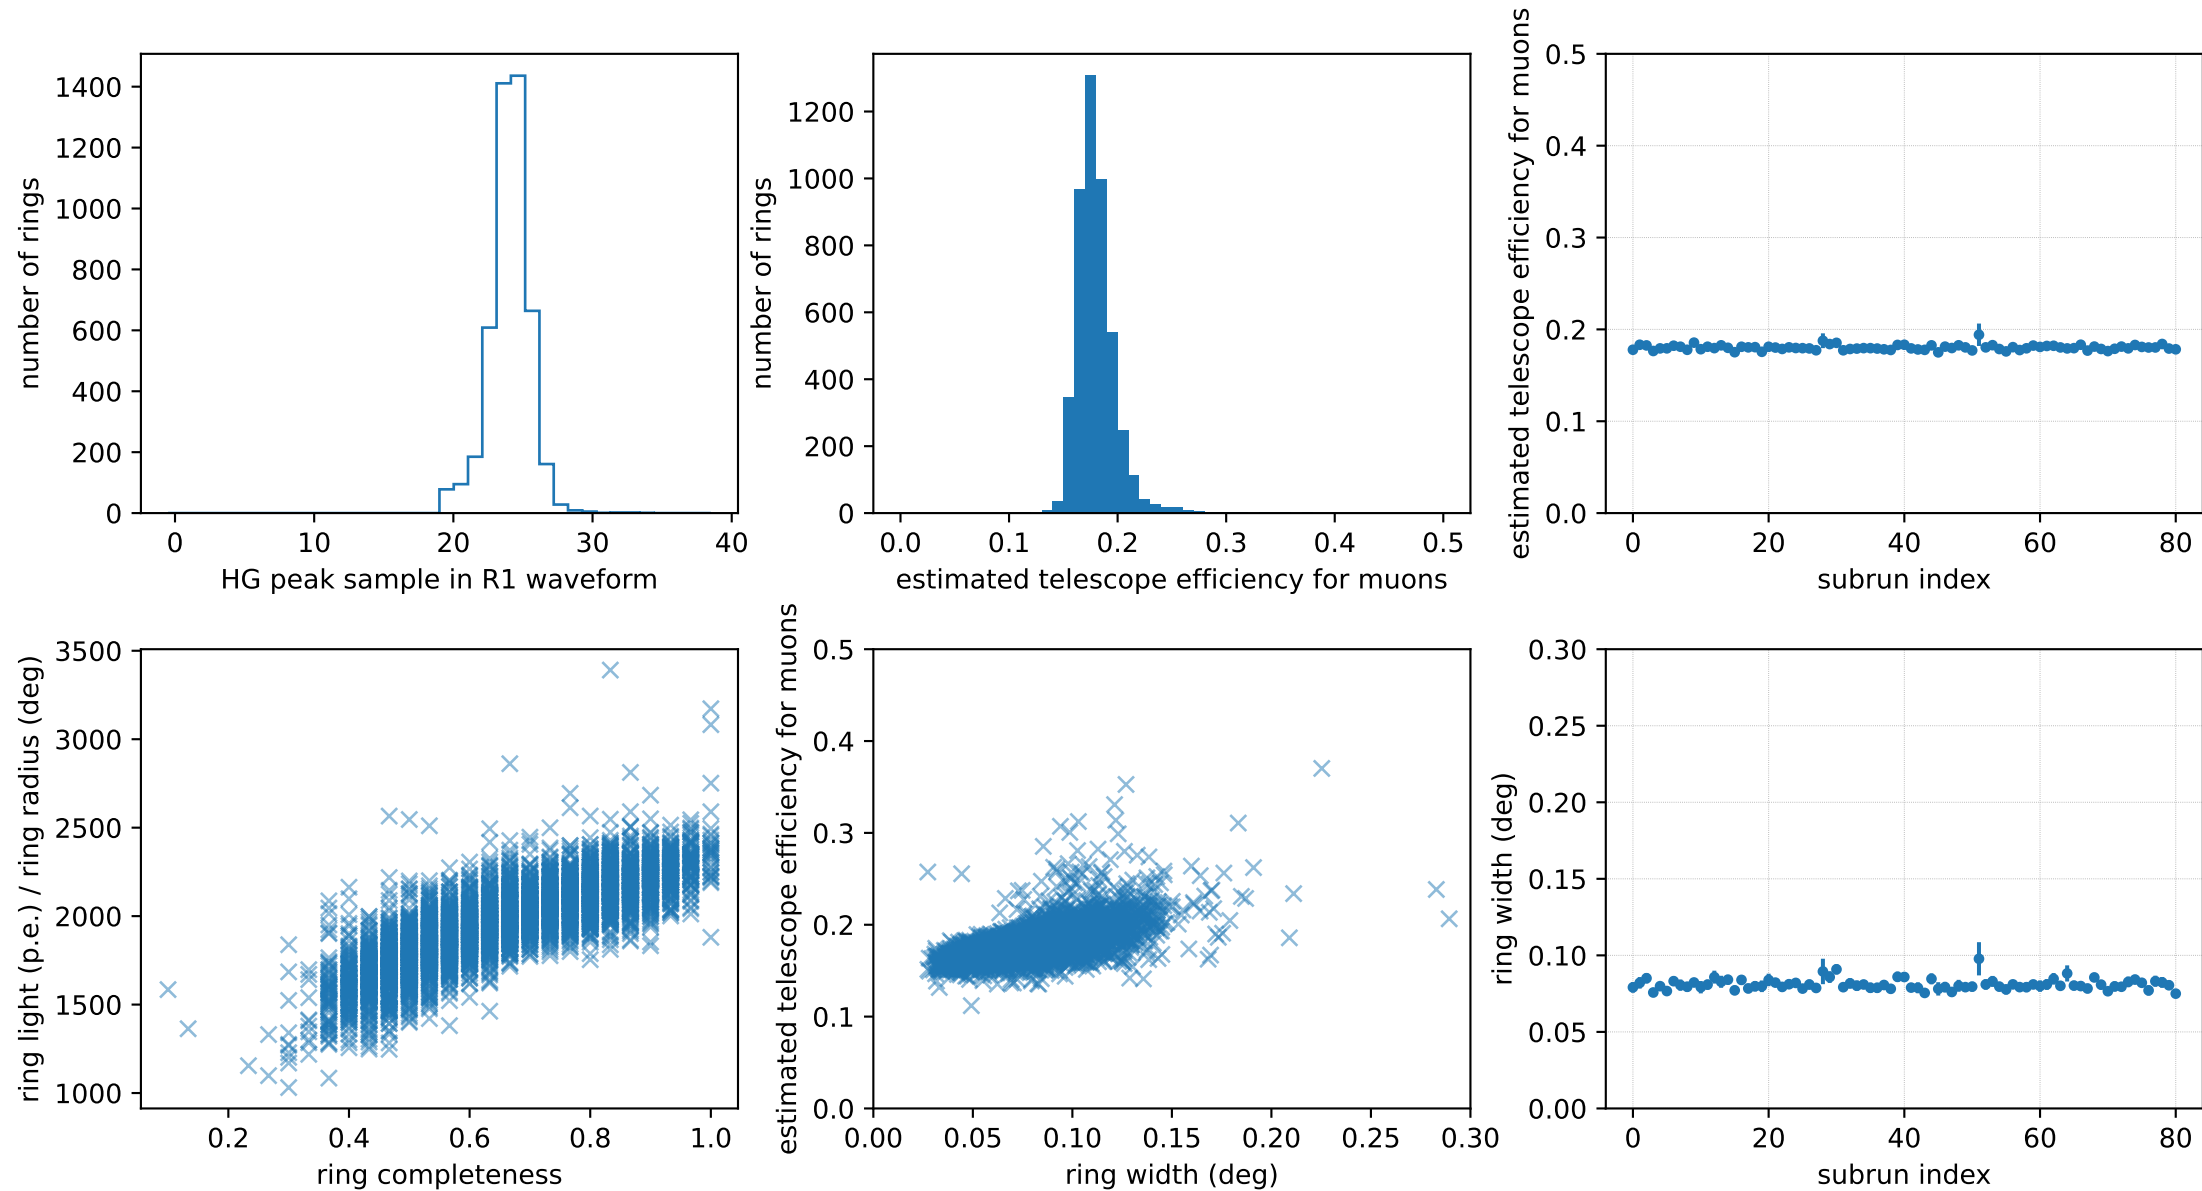 1400
1200
1000
800
600
400
200
0
number of rings
0 10 20 30 40
HG peak sample in R1 waveform
1200
1000
800
600
400
200
0
number of rings
0.0 0.1 0.2 0.3 0.4 0.5
estimated telescope efficiency for muons
0.5
0.4
0.3
0.2
0.1
0.0
estimated telescope efficiency for muons
0 20 40 60 80
subrun index
3500
3000
2500
2000
1500
1000
ring light (p.e.) / ring radius (deg)
0.2 0.4 0.6 0.8 1.0
ring completeness
0.5
0.4
0.3
0.2
0.1
0.0
estimated telescope efficiency for muons
0.00 0.05 0.10 0.15 0.20 0.25 0.30
ring width (deg)
0.30
0.25
0.20
0.15
0.10
0.05
0.00
ring width (deg)
0 20 40 60 80
subrun index